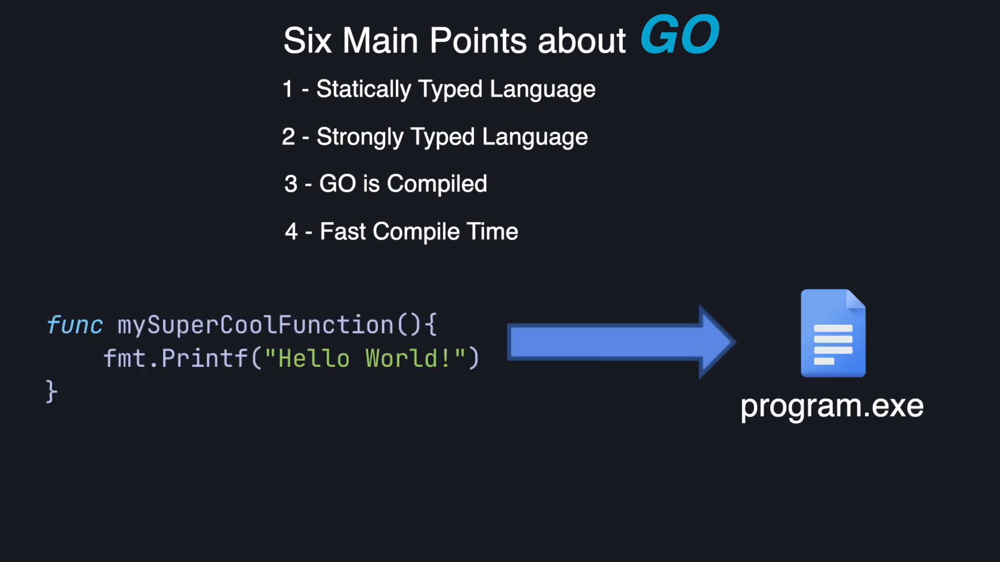 Six Main Points about GO
1 - Statically Typed Language
2 - Strongly Typed Language
3 - GO is Compiled
4 - Fast Compile Time
func mySuperCoolFunction(){
    fmt.Printf("Hello World!")
}
program.exe